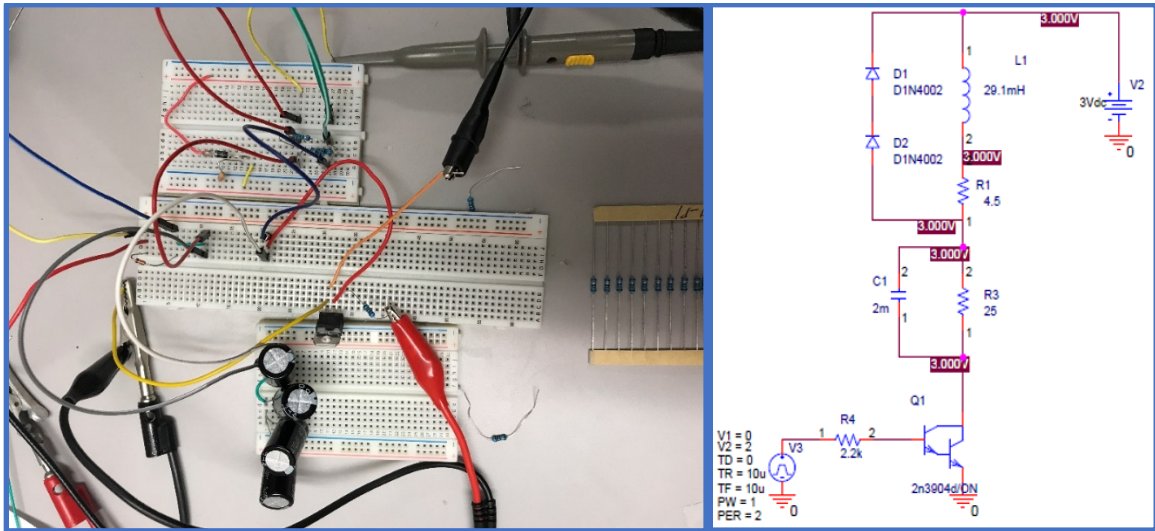 3.000V
1
L1
D1
D1N4002
29.1mH
V2
3Vdc
D2
D1N4002
2
0
3.000V
R1
4.5
1
3.000V
3.000V
2
2
C1
R3
2m
25
1
1
3.000V
Q1
R4
V1 = 0
V3
1
2
V2 = 2
2.2k
TD = 0
TR = 10u
TF = 10u
2n3904d/ON
PW = 1
0
0
PER = 2